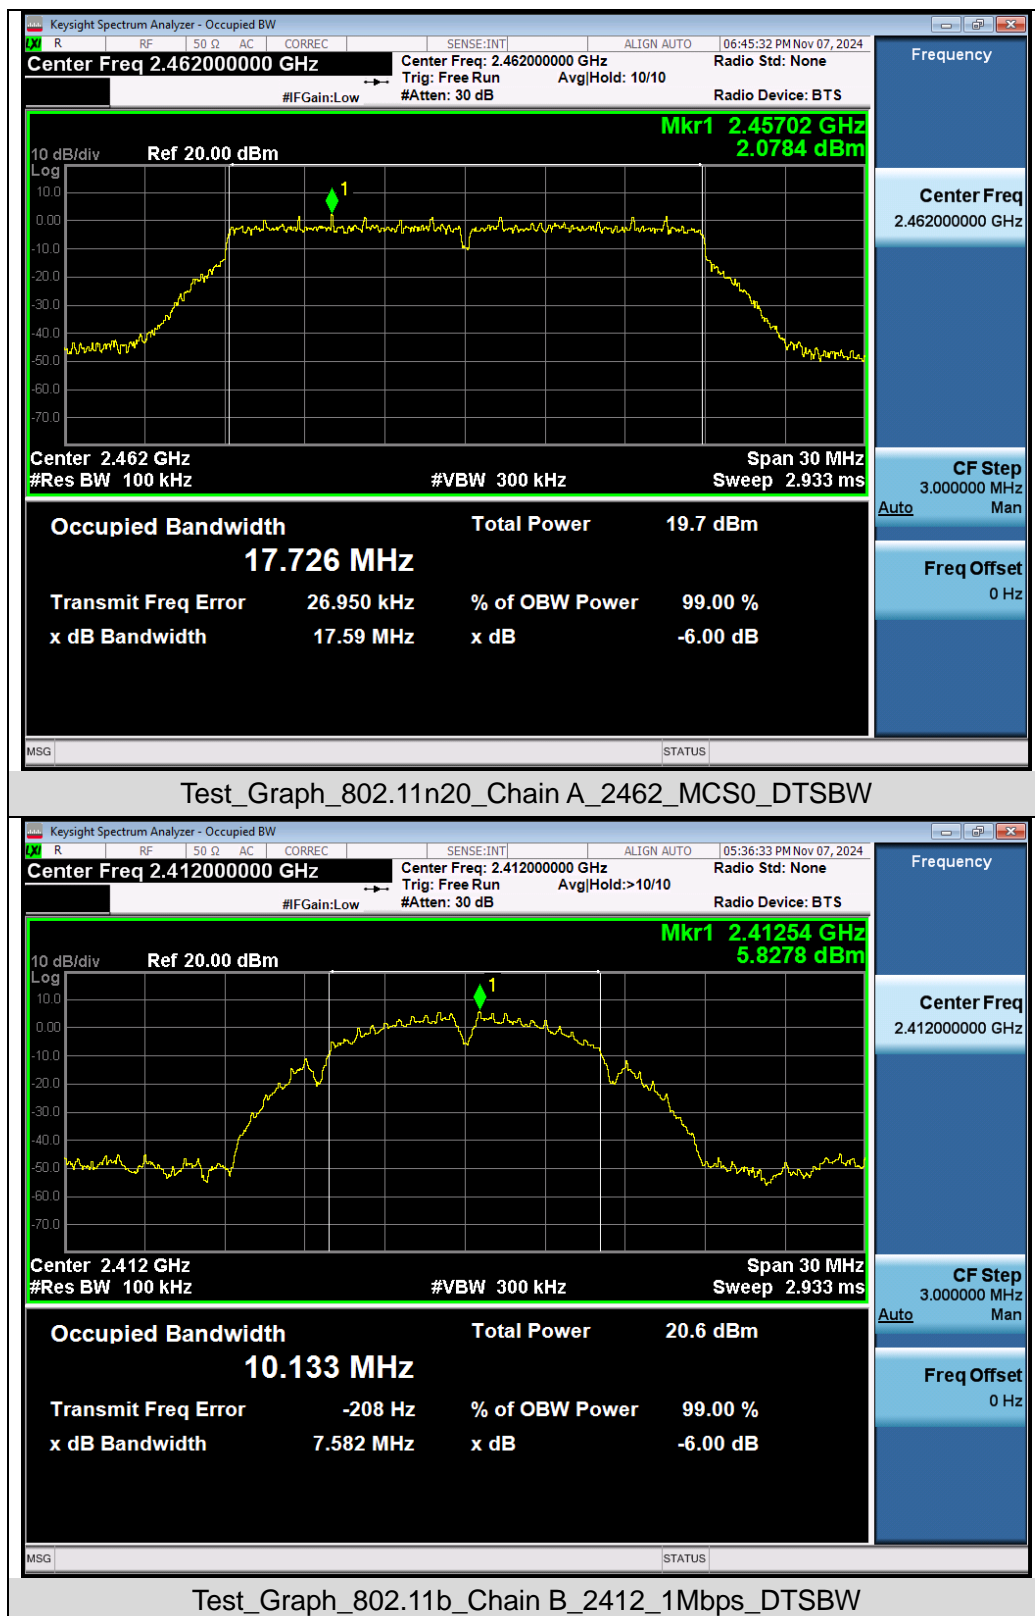 Keysight Spectrum Analyzer - Occupied BW
LXI R RF 50 Ω AC CORREC SENSE:INT ALIGN AUTO 06:45:32 PM Nov 07, 2024
Center Freq 2.462000000 GHz
Center Freq: 2.462000000 GHz Radio Std: None
Trig: Free Run Avg|Hold: 10/10
#IFGain:Low #Atten: 30 dB Radio Device: BTS
Frequency
Mkr1 2.45702 GHz
2.0784 dBm
10 dB/div Ref 20.00 dBm
Log
10.0
0.00
-10.0
-20.0
-30.0
-40.0
-50.0
-60.0
-70.0
1
Center Freq
2.462000000 GHz
Center 2.462 GHz Span 30 MHz
#Res BW 100 kHz #VBW 300 kHz Sweep 2.933 ms
CF Step
3.000000 MHz
Auto Man
Occupied Bandwidth Total Power 19.7 dBm
17.726 MHz
Transmit Freq Error 26.950 kHz % of OBW Power 99.00 %
x dB Bandwidth 17.59 MHz x dB -6.00 dB
Freq Offset
0 Hz
MSG STATUS
Test_Graph_802.11n20_Chain A_2462_MCS0_DTSBW
Keysight Spectrum Analyzer - Occupied BW
LXI R RF 50 Ω AC CORREC SENSE:INT ALIGN AUTO 05:36:33 PM Nov 07, 2024
Center Freq 2.412000000 GHz
Center Freq: 2.412000000 GHz Radio Std: None
Trig: Free Run Avg|Hold:>10/10
#IFGain:Low #Atten: 30 dB Radio Device: BTS
Frequency
Mkr1 2.41254 GHz
5.8278 dBm
10 dB/div Ref 20.00 dBm
Log
10.0
0.00
-10.0
-20.0
-30.0
-40.0
-50.0
-60.0
-70.0
1
Center Freq
2.412000000 GHz
Center 2.412 GHz Span 30 MHz
#Res BW 100 kHz #VBW 300 kHz Sweep 2.933 ms
CF Step
3.000000 MHz
Auto Man
Occupied Bandwidth Total Power 20.6 dBm
10.133 MHz
Transmit Freq Error -208 Hz % of OBW Power 99.00 %
x dB Bandwidth 7.582 MHz x dB -6.00 dB
Freq Offset
0 Hz
MSG STATUS
Test_Graph_802.11b_Chain B_2412_1Mbps_DTSBW